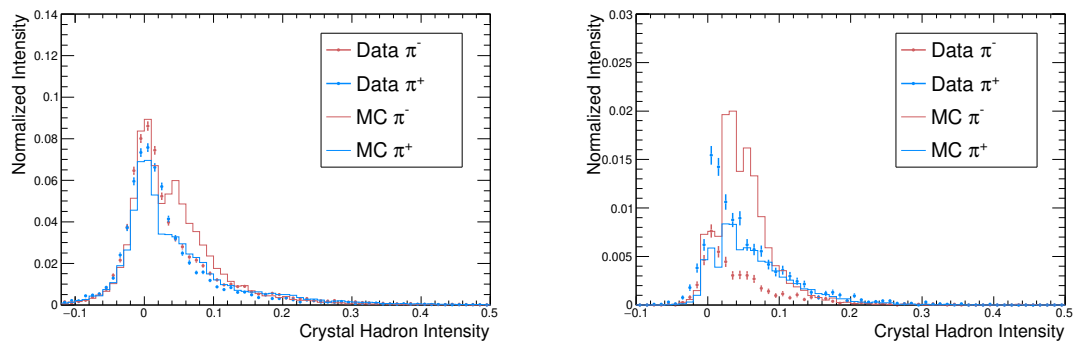 Normalized Intensity
0.14
0.12
0.1
0.08
0.06
0.04
0.02
0
−0.1 0 0.1 0.2 0.3 0.4 0.5
Crystal Hadron Intensity
Data π-
Data π+
MC π-
MC π+
Normalized Intensity
0.03
0.025
0.02
0.015
0.01
0.005
0
−0.1 0 0.1 0.2 0.3 0.4 0.5
Crystal Hadron Intensity
Data π-
Data π+
MC π-
MC π+